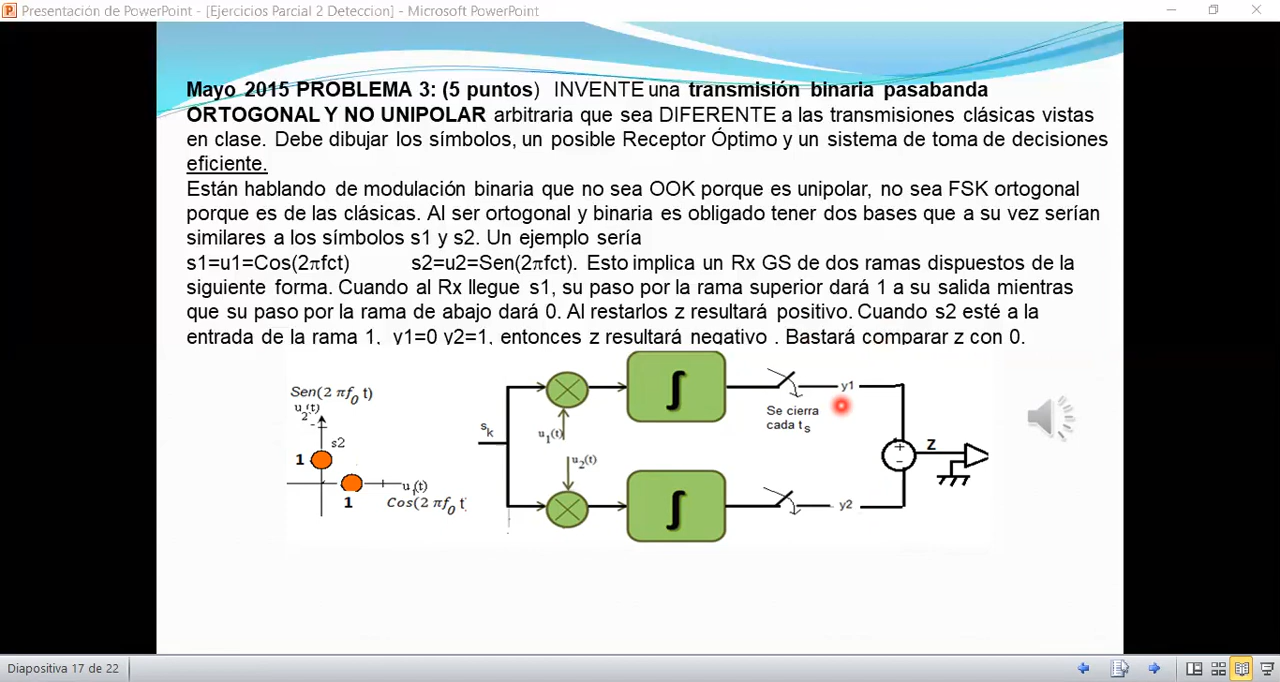 Presentación de PowerPoint - [Ejercicios Parcial 2 Deteccion] - Microsoft PowerPoint
Mayo 2015 PROBLEMA 3: (5 puntos) INVENTE una transmisión binaria pasabanda
ORTOGONAL Y NO UNIPOLAR arbitraria que sea DIFERENTE a las transmisiones clásicas vistas
en clase. Debe dibujar los símbolos, un posible Receptor Óptimo y un sistema de toma de decisiones
eficiente.
Están hablando de modulación binaria que no sea OOK porque es unipolar, no sea FSK ortogonal
porque es de las clásicas. Al ser ortogonal y binaria es obligado tener dos bases que a su vez serían
similares a los símbolos s1 y s2. Un ejemplo sería
s1=u1=Cos(2πfct) s2=u2=Sen(2πfct). Esto implica un Rx GS de dos ramas dispuestos de la
siguiente forma. Cuando al Rx llegue s1, su paso por la rama superior dará 1 a su salida mientras
que su paso por la rama de abajo dará 0. Al restarlos z resultará positivo. Cuando s2 esté a la
entrada de la rama 1, y1=0 y2=1, entonces z resultará negativo . Bastará comparar z con 0.
Sen(2 πf₀ t)
u₂(t)
s2
1
u₁(t)
1
Cos(2 πf₀ t)
sₖ
u₁(t)
u₂(t)
∫
∫
Se cierra
cada tₛ
y1
y2
+
-
Z
Diapositiva 17 de 22